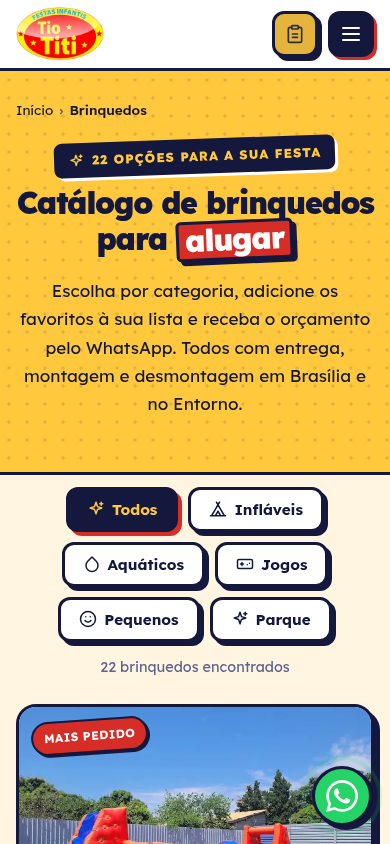 FESTAS INFANTIS
Tio
Titi
Início › Brinquedos
22 OPÇÕES PARA A SUA FESTA
Catálogo de brinquedos
para alugar
Escolha por categoria, adicione os
favoritos à sua lista e receba o orçamento
pelo WhatsApp. Todos com entrega,
montagem e desmontagem em Brasília e
no Entorno.
Todos
Infláveis
Aquáticos
Jogos
Pequenos
Parque
22 brinquedos encontrados
MAIS PEDIDO